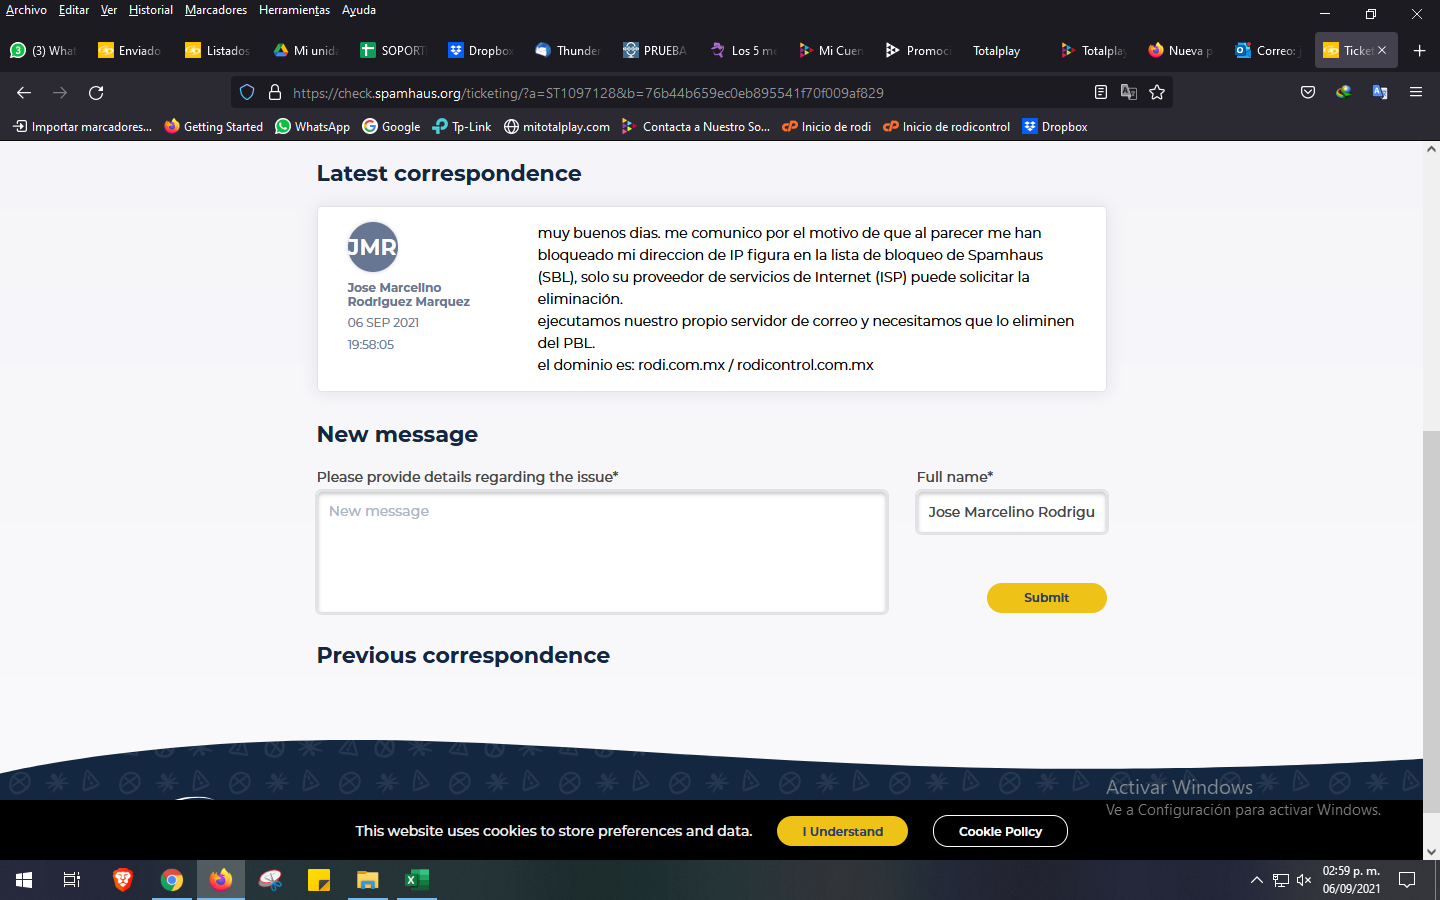 Archivo Editar Ver Historial Marcadores Herramientas Ayuda
3 (3) What Enviado Listados Mi unida SOPORT Dropbox Thunder PRUEBA Los 5 me Mi Cuen Promoci Totalplay Totalplay Nueva p Correo: j Ticket
https://check.spamhaus.org/ticketing/?a=ST1097128&b=76b44b659ec0eb895541f70f009af829
Importar marcadores... Getting Started WhatsApp Google Tp-Link mitotalplay.com Contacta a Nuestro So... Inicio de rodi Inicio de rodicontrol Dropbox
Latest correspondence
JMR
Jose Marcelino
Rodriguez Marquez
06 SEP 2021
19:58:05
muy buenos dias. me comunico por el motivo de que al parecer me han
bloqueado mi direccion de IP figura en la lista de bloqueo de Spamhaus
(SBL), solo su proveedor de servicios de Internet (ISP) puede solicitar la
eliminación.
ejecutamos nuestro propio servidor de correo y necesitamos que lo eliminen
del PBL.
el dominio es: rodi.com.mx / rodicontrol.com.mx
New message
Please provide details regarding the issue*
New message
Full name*
Jose Marcelino Rodrigu
Submit
Previous correspondence
Activar Windows
Ve a Configuración para activar Windows.
This website uses cookies to store preferences and data. I Understand Cookie Policy
02:59 p. m.
06/09/2021